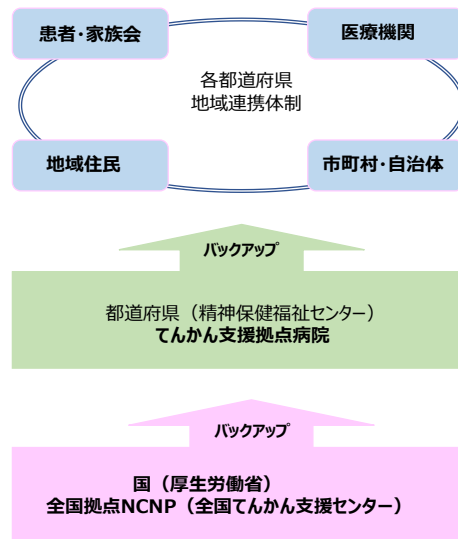 患者・家族会
医療機関
各都道府県
地域連携体制
地域住民
市町村・自治体
バックアップ
都道府県（精神保健福祉センター）
てんかん支援拠点病院
バックアップ
国（厚生労働省）
全国拠点NCNP（全国てんかん支援センター）